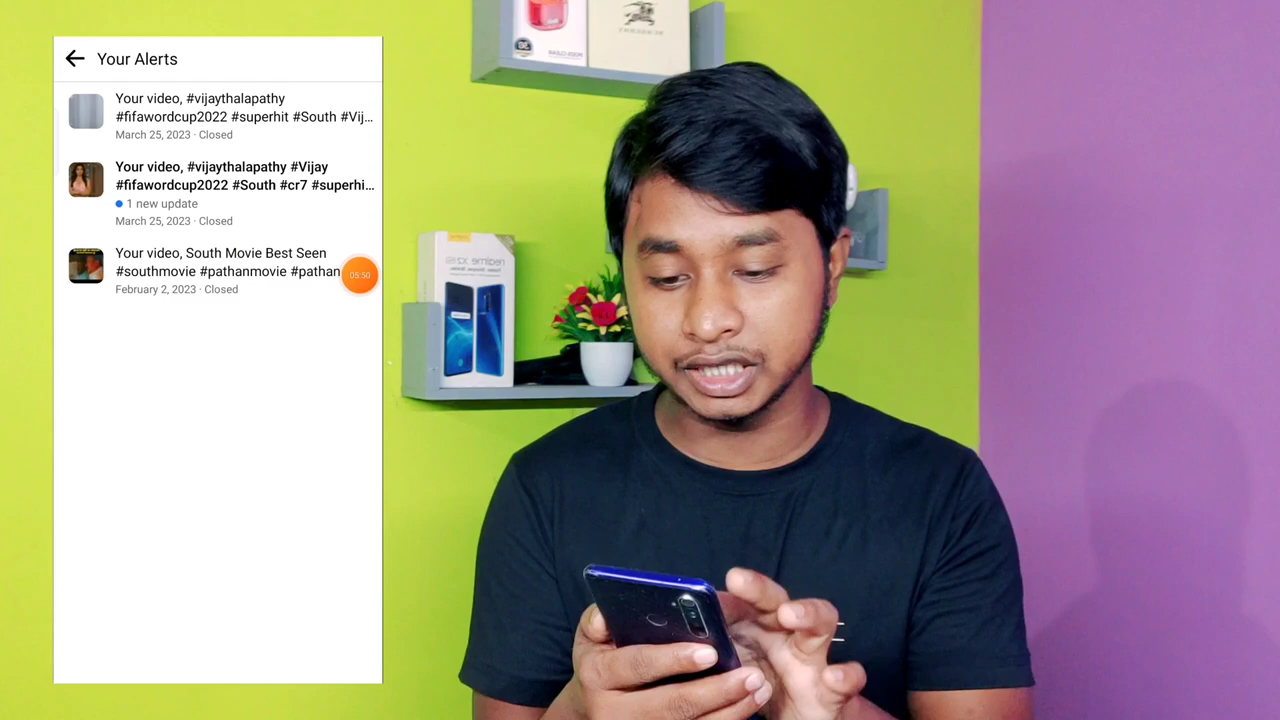 Your Alerts
Your video, #vijaythalapathy
#fifawordcup2022 #superhit #South #Vij...
March 25, 2023 · Closed
Your video, #vijaythalapathy #Vijay
#fifawordcup2022 #South #cr7 #superhi...
1 new update
March 25, 2023 · Closed
Your video, South Movie Best Seen
#southmovie #pathanmovie #pathan
05:50
February 2, 2023 · Closed
realme X2